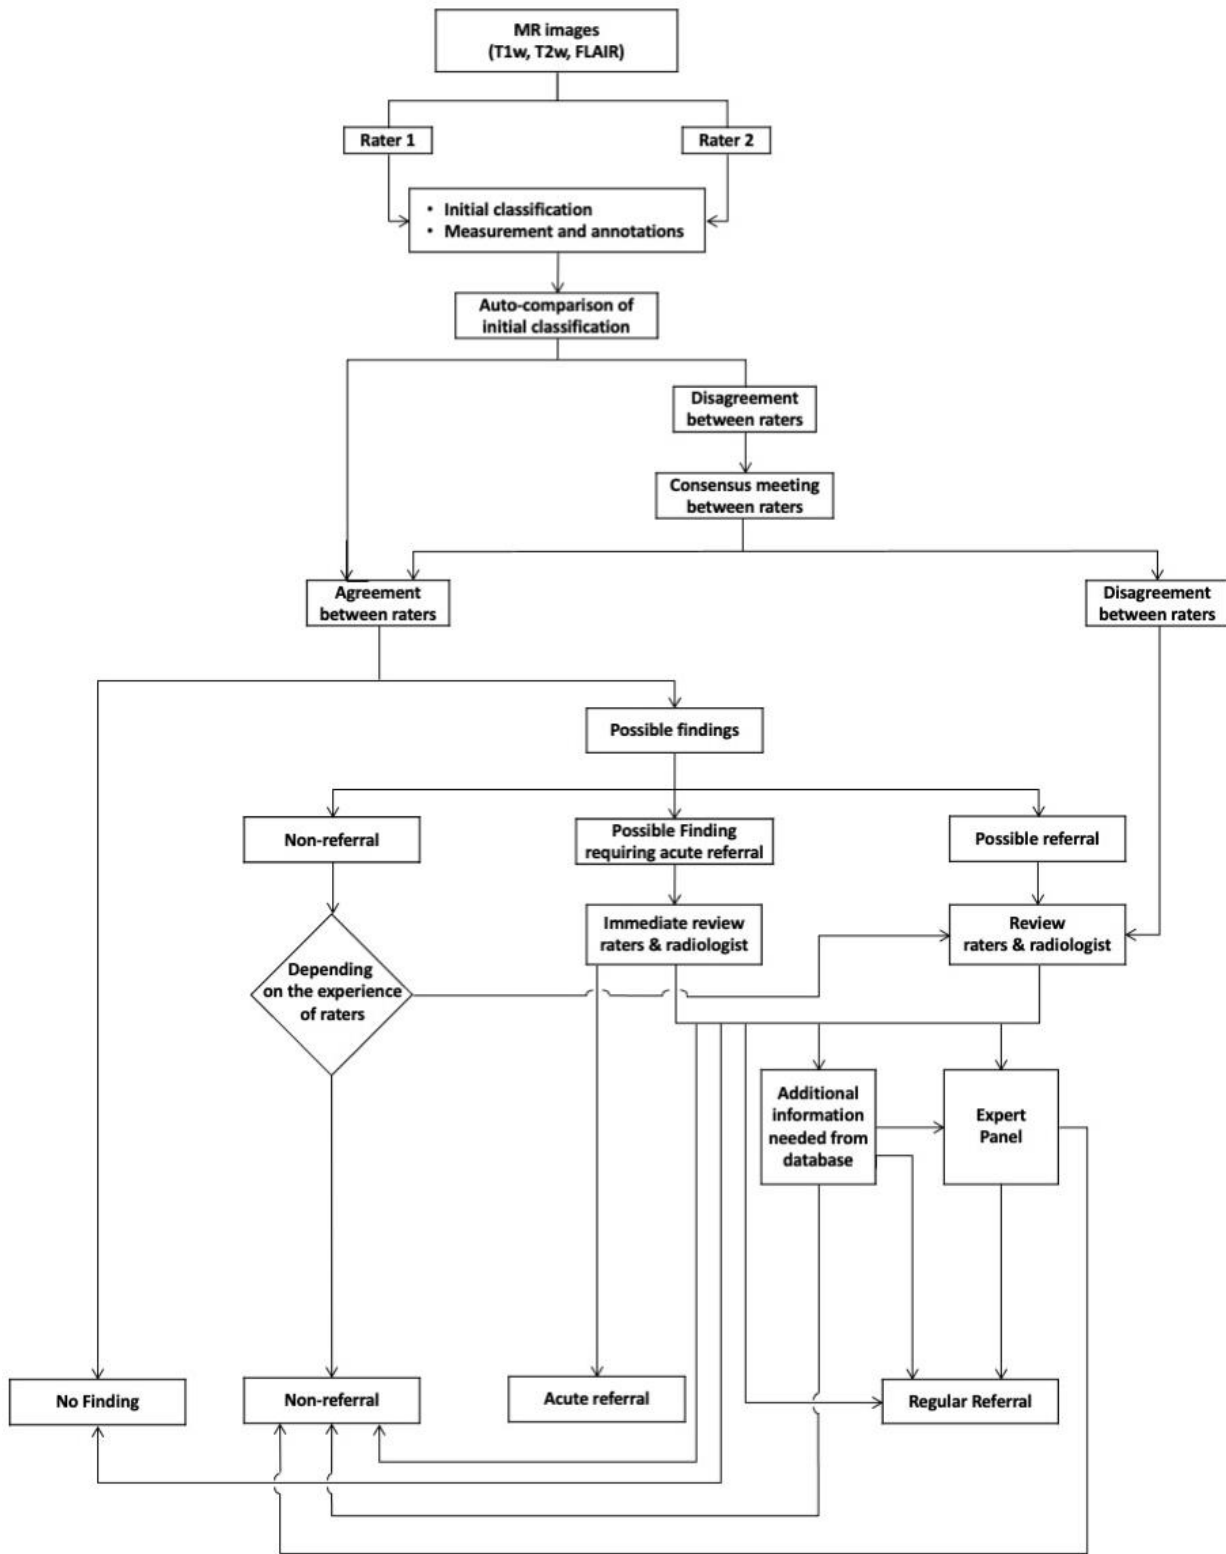 MR images
(T1w, T2w, FLAIR)
Rater 1
Rater 2
• Initial classification
• Measurement and annotations
Auto-comparison of
initial classification
Disagreement
between raters
Consensus meeting
between raters
Agreement
between raters
Disagreement
between raters
Possible findings
Non-referral
Possible Finding
requiring acute referral
Possible referral
Immediate review
raters & radiologist
Review
raters & radiologist
Depending
on the experience
of raters
Additional
information
needed from
database
Expert
Panel
No Finding
Non-referral
Acute referral
Regular Referral